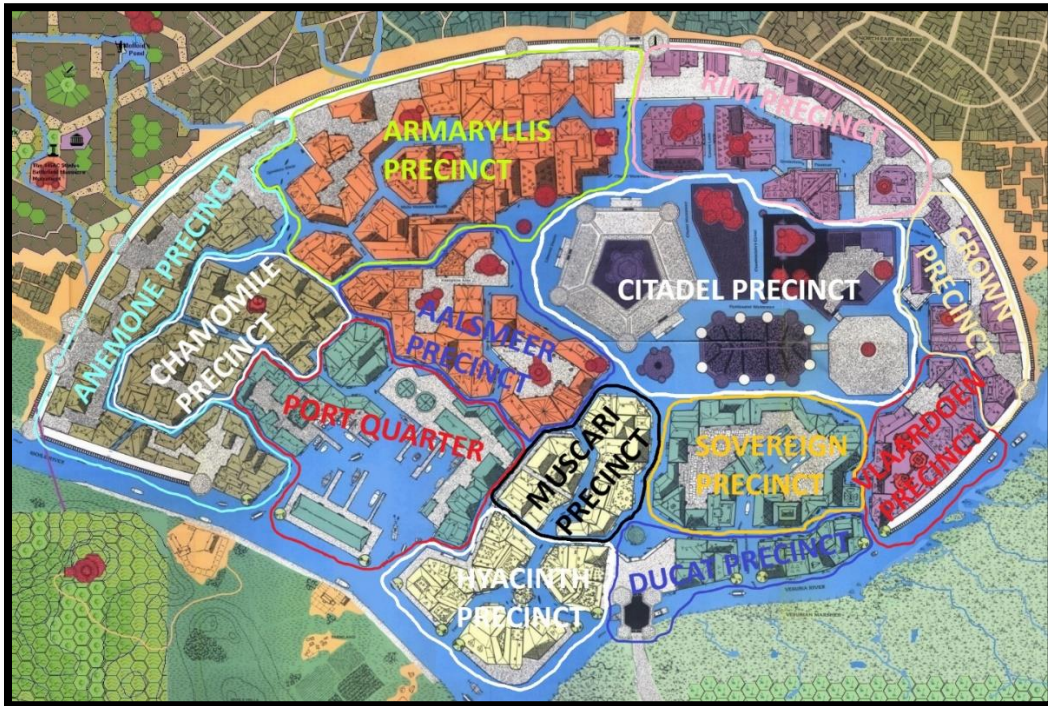 RIM PRECINCT
ARMARYLLIS
PRECINCT
ANEMONE PRECINCT
CHAMOMILE
PRECINCT
CITADEL PRECINCT
CROWN
PRECINCT
AALSMEER
PRECINCT
PORT QUARTER
MUSCARI
PRECINCT
SOVEREIGN
PRECINCT
VLAARDOEN
PRECINCT
HYACINTH
PRECINCT
DUCAT PRECINCT